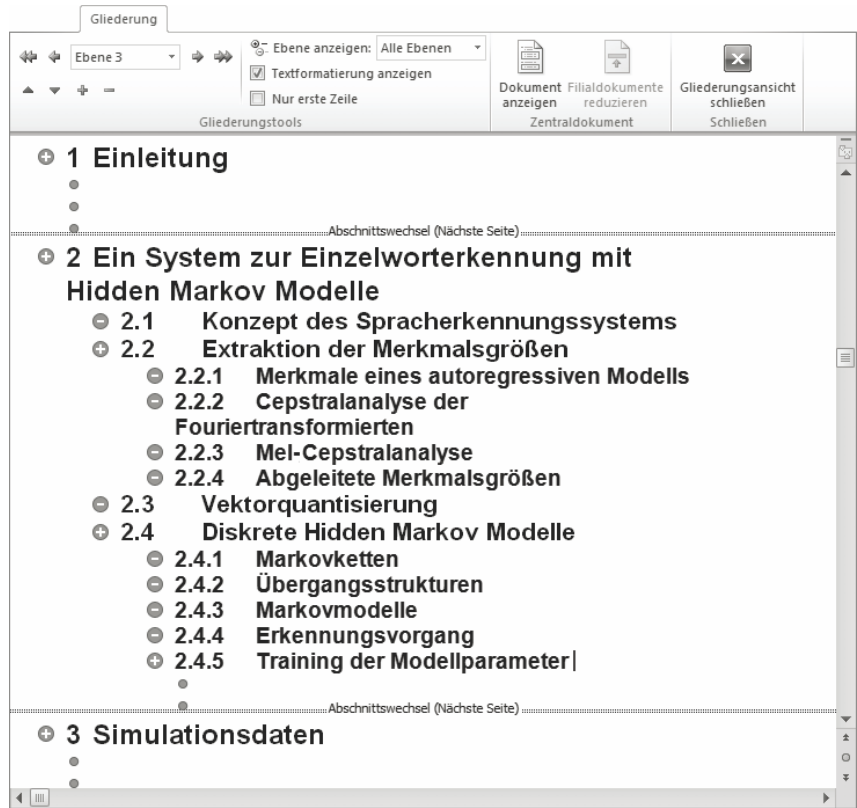 Gliederung
Ebene 3
Ebene anzeigen: Alle Ebenen
Textformatierung anzeigen
Nur erste Zeile
Gliederungstools
Dokument anzeigen
Filialdokumente reduzieren
Zentraldokument
Gliederungsansicht schließen
Schließen
1 Einleitung
Abschnittswechsel (Nächste Seite)
2 Ein System zur Einzelworterkennung mit
Hidden Markov Modelle
2.1 Konzept des Spracherkennungssystems
2.2 Extraktion der Merkmalsgrößen
2.2.1 Merkmale eines autoregressiven Modells
2.2.2 Cepstralanalyse der
Fouriertransformierten
2.2.3 Mel-Cepstralanalyse
2.2.4 Abgeleitete Merkmalsgrößen
2.3 Vektorquantisierung
2.4 Diskrete Hidden Markov Modelle
2.4.1 Markovketten
2.4.2 Übergangsstrukturen
2.4.3 Markovmodelle
2.4.4 Erkennungsvorgang
2.4.5 Training der Modellparameter
Abschnittswechsel (Nächste Seite)
3 Simulationsdaten